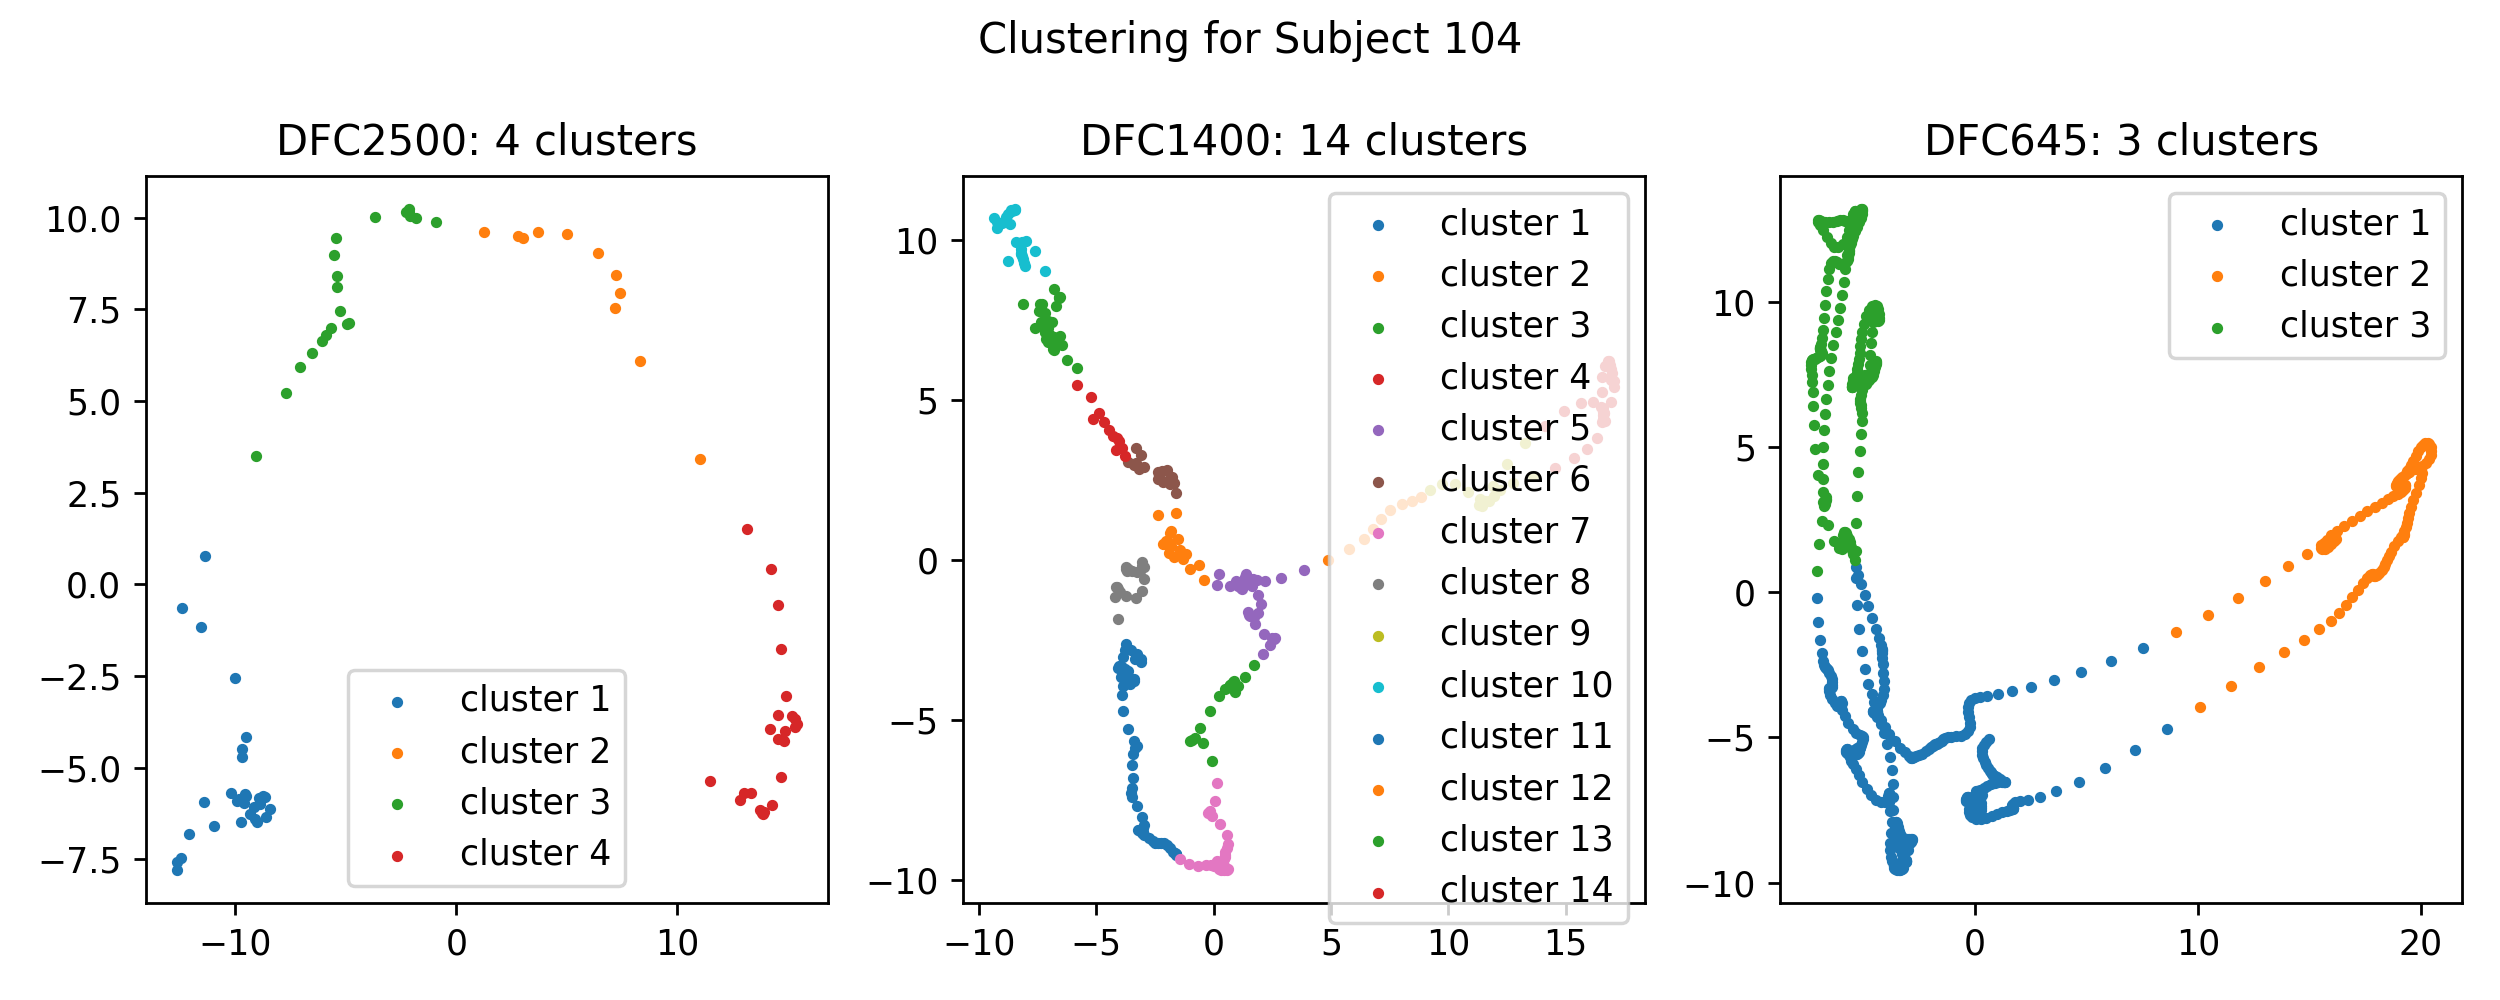 Clustering for Subject 104
DFC2500: 4 clusters
10.0
7.5
5.0
2.5
0.0
−2.5
−5.0
−7.5
−10
0
10
cluster 1
cluster 2
cluster 3
cluster 4
DFC1400: 14 clusters
10
5
0
−5
−10
−10
−5
0
5
10
15
cluster 1
cluster 2
cluster 3
cluster 4
cluster 5
cluster 6
cluster 7
cluster 8
cluster 9
cluster 10
cluster 11
cluster 12
cluster 13
cluster 14
DFC645: 3 clusters
10
5
0
−5
−10
0
10
20
cluster 1
cluster 2
cluster 3